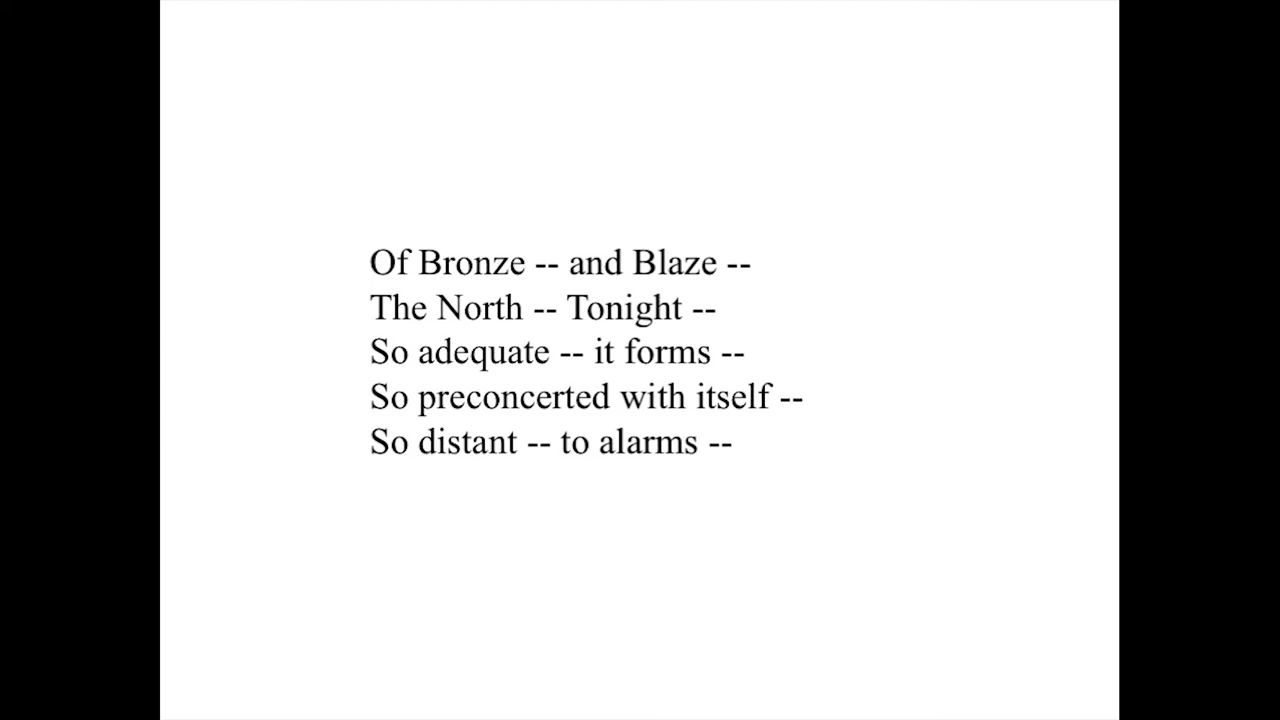 Of Bronze -- and Blaze --
The North -- Tonight --
So adequate -- it forms --
So preconcerted with itself --
So distant -- to alarms --